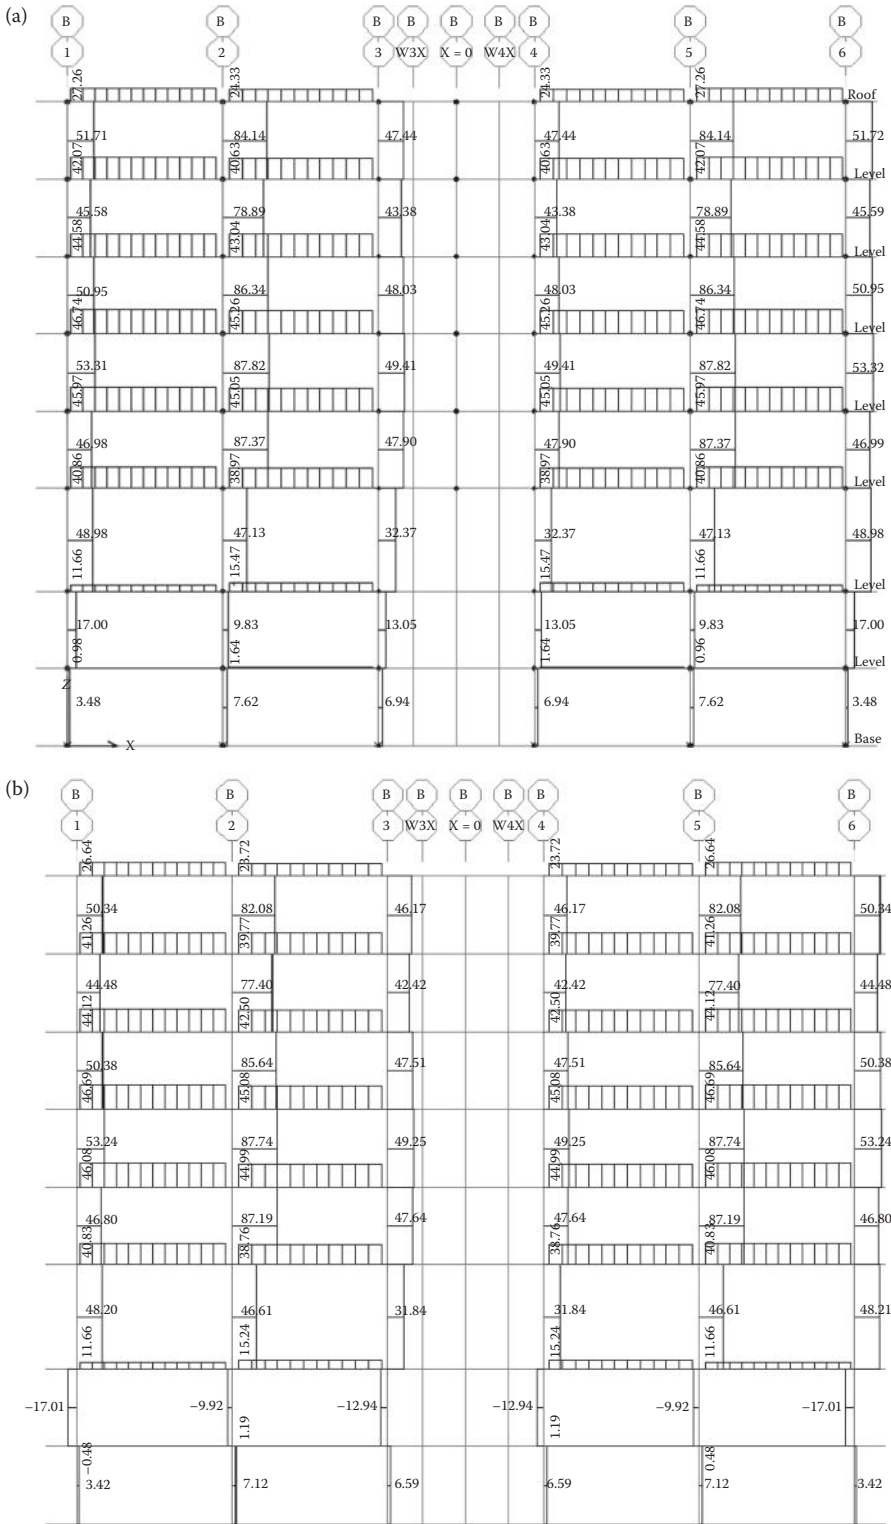 (a)
B B B B B B B B B
1 2 3 W3X X = 0 W4X 4 5 6
27.26 24.33 24.33 27.26 Roof
51.71 84.14 47.44 47.44 84.14 51.72
42.07 40.63 40.63 42.07 Level
45.58 78.89 43.38 43.38 78.89 45.59
44.58 43.04 43.04 44.58 Level
50.95 86.34 48.03 48.03 86.34 50.95
46.74 45.26 45.26 46.74 Level
53.31 87.82 49.41 49.41 87.82 53.32
45.97 45.05 45.05 45.97 Level
46.98 87.37 47.90 47.90 87.37 46.99
40.86 38.97 38.97 40.86 Level
48.98 47.13 32.37 32.37 47.13 48.98
11.66 15.47 15.47 11.66 Level
17.00 9.83 13.05 13.05 9.83 17.00
0.98 1.64 1.64 0.96 Level
Z
3.48 7.62 6.94 6.94 7.62 3.48
X Base
(b)
B B B B B B B B B
1 2 3 W3X X = 0 W4X 4 5 6
26.64 23.72 23.72 26.64
50.34 82.08 46.17 46.17 82.08 50.34
41.26 39.77 39.77 41.26
44.48 77.40 42.42 42.42 77.40 44.48
44.12 42.50 42.50 44.12
50.38 85.64 47.51 47.51 85.64 50.38
46.69 45.08 45.08 46.69
53.24 87.74 49.25 49.25 87.74 53.24
46.08 44.99 44.99 46.08
46.80 87.19 47.64 47.64 87.19 46.80
40.83 38.76 38.76 40.83
48.20 46.61 31.84 31.84 46.61 48.21
11.66 15.24 15.24 11.66
−17.01 −9.92 −12.94 −12.94 −9.92 −17.01
1.19 1.19
−0.48 0.48
3.42 7.12 6.59 6.59 7.12 3.42